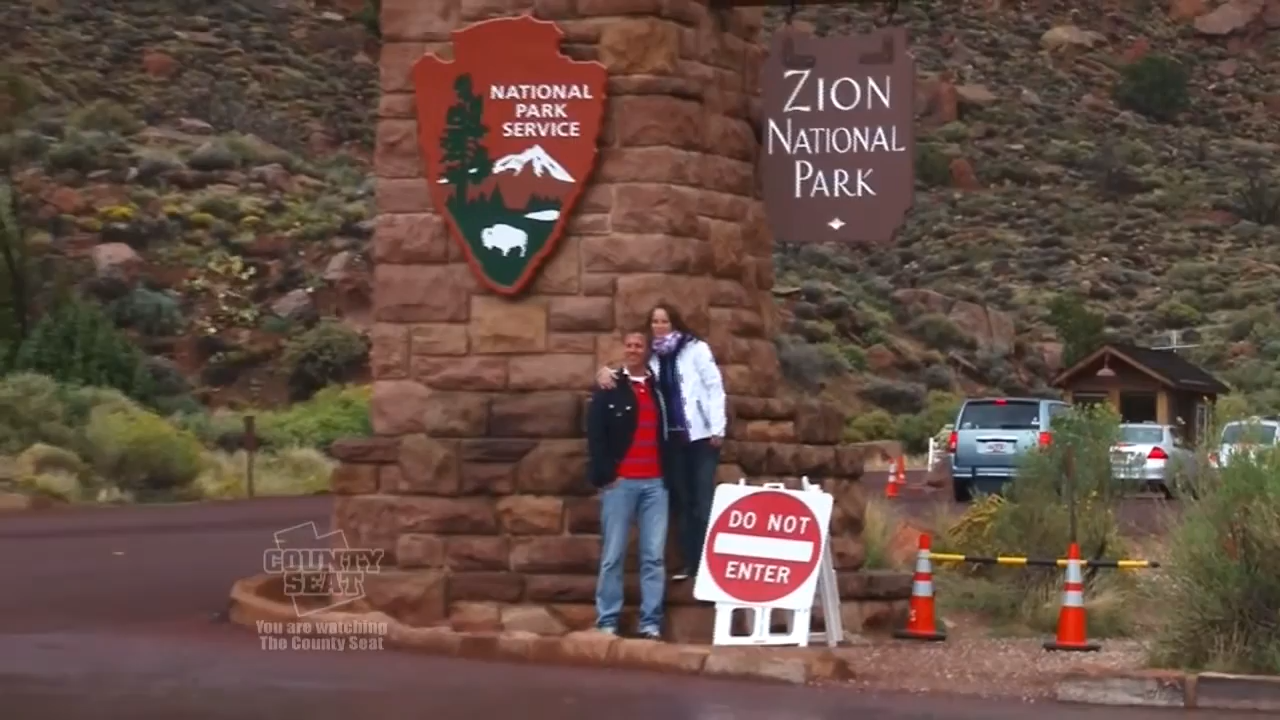 NATIONAL
PARK
SERVICE
ZION
NATIONAL
PARK
DO NOT
ENTER
COUNTY
SEAT
You are watching
The County Seat